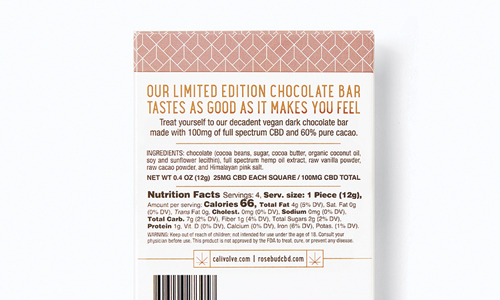 OUR LIMITED EDITION CHOCOLATE BAR
TASTES AS GOOD AS IT MAKES YOU FEEL
Treat yourself to our decadent vegan dark chocolate bar
made with 100mg of full spectrum CBD and 60% pure cacao.
INGREDIENTS: chocolate (cocoa beans, sugar, cocoa butter, organic coconut oil,
soy and sunflower lecithin), full spectrum hemp oil extract, raw vanilla powder,
raw cacao powder, and Himalayan pink salt.
NET WT 0.4 OZ (12g) 25MG CBD EACH SQUARE / 100MG CBD TOTAL
Nutrition Facts Servings: 4, Serv. size: 1 Piece (12g),
Amount per serving: Calories 66, Total Fat 4g (5% DV), Sat. Fat 0g
(0% DV), Trans Fat 0g, Cholest. 0mg (0% DV), Sodium 0mg (0% DV),
Total Carb. 7g (2% DV), Fiber 1g (4% DV), Total Sugars 2g (2% DV),
Protein 1g, Vit. D (% DV), Calcium (0% DV), Iron (6% DV), Potas. (1% DV)
WARNING: Keep out of reach of children; not intended for use under the age of 18. Consult your
physician before use. This product is not approved by the FDA to treat, cure, or prevent any disease.
calivolve.com | rosebudcbd.com